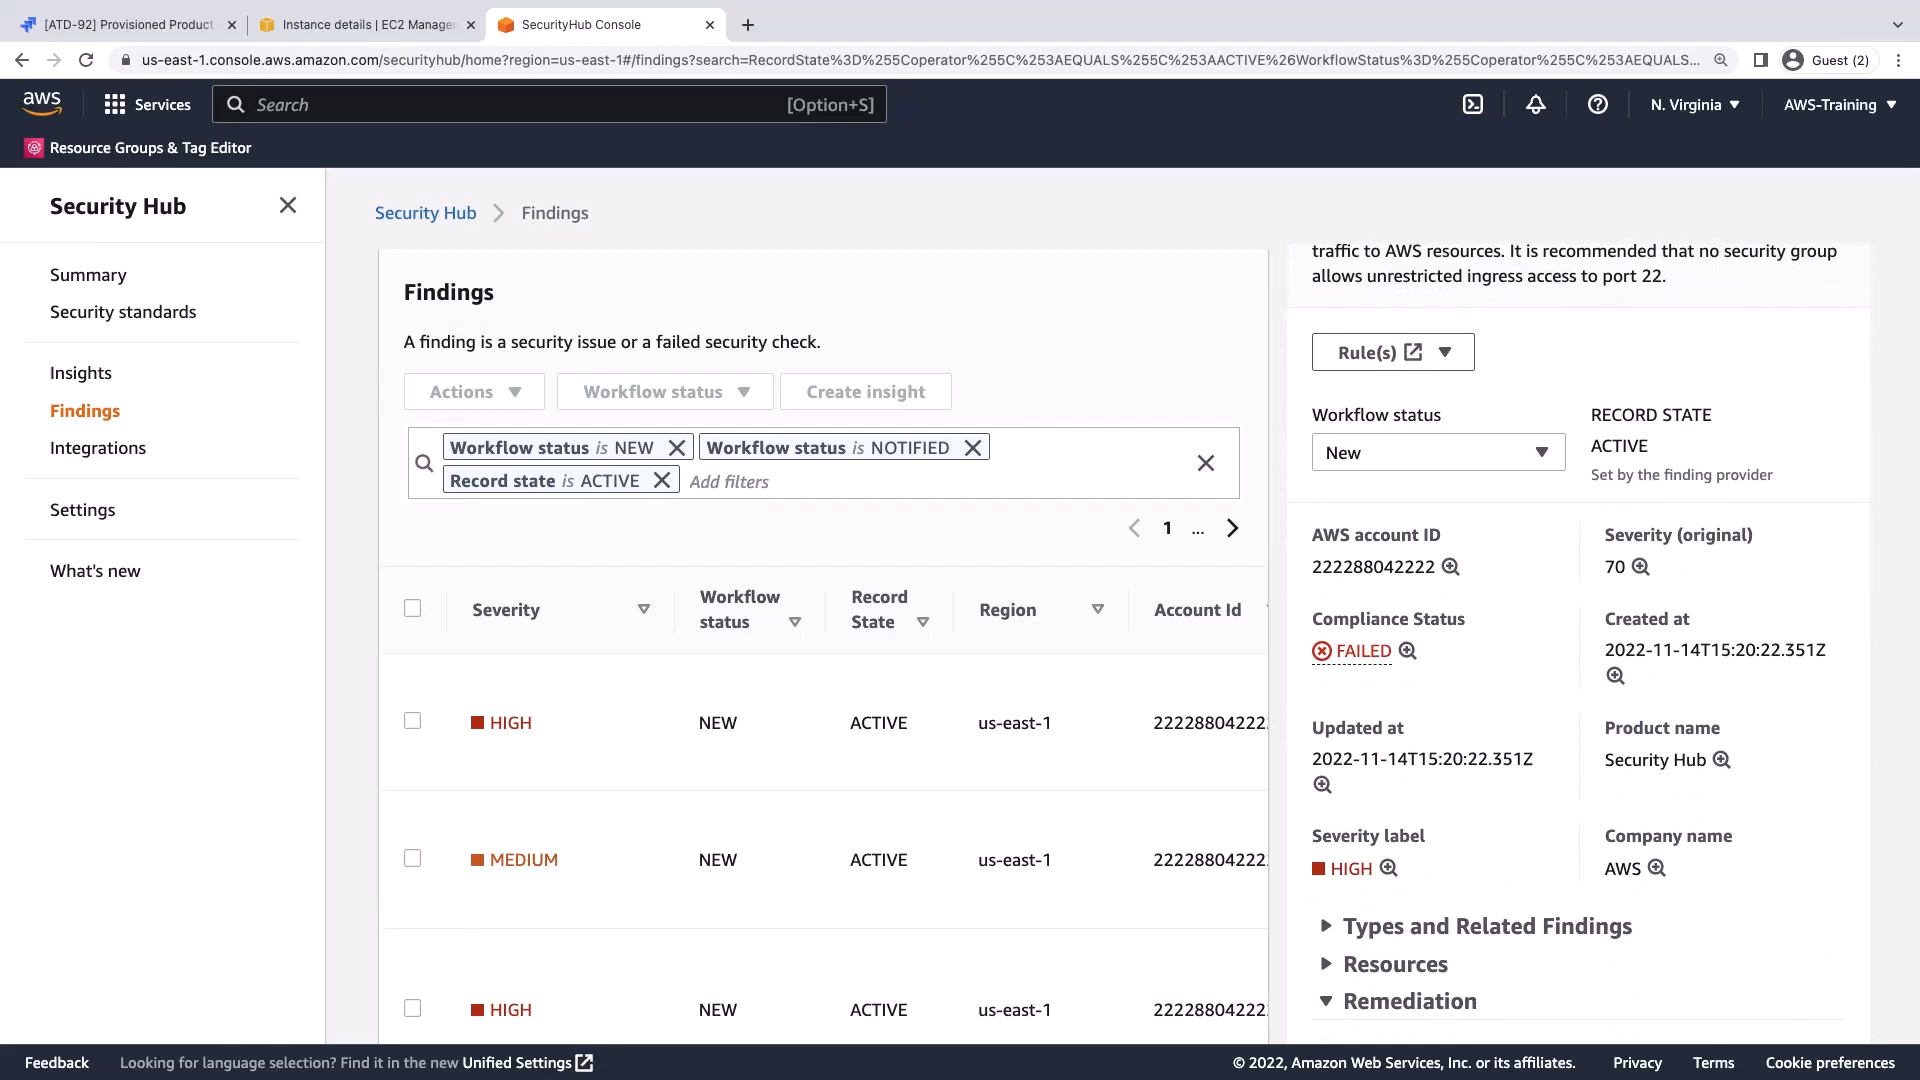 [ATD-92] Provisioned Product
Instance details | EC2 Manage
SecurityHub Console
us-east-1.console.aws.amazon.com/securityhub/home?region=us-east-1#/findings?search=RecordState%3D%255Coperator%255C%253AEQUALS%255C%253AACTIVE%26WorkflowStatus%3D%255Coperator%255C%253AEQUALS...
Guest (2)
aws
Services
Search
[Option+S]
N. Virginia
AWS-Training
Resource Groups & Tag Editor
Security Hub
Summary
Security standards
Insights
Findings
Integrations
Settings
What's new
Security Hub
Findings
Findings
A finding is a security issue or a failed security check.
Actions
Workflow status
Create insight
Workflow status is NEW
Workflow status is NOTIFIED
Record state is ACTIVE
Add filters
1
...
Severity
Workflow
status
Record
State
Region
Account Id
HIGH
NEW
ACTIVE
us-east-1
22228804222
MEDIUM
NEW
ACTIVE
us-east-1
22228804222
HIGH
NEW
ACTIVE
us-east-1
22228804222
traffic to AWS resources. It is recommended that no security group
allows unrestricted ingress access to port 22.
Rule(s)
Workflow status
New
RECORD STATE
ACTIVE
Set by the finding provider
AWS account ID
222288042222
Severity (original)
70
Compliance Status
FAILED
Created at
2022-11-14T15:20:22.351Z
Updated at
2022-11-14T15:20:22.351Z
Product name
Security Hub
Severity label
HIGH
Company name
AWS
Types and Related Findings
Resources
Remediation
Feedback
Looking for language selection? Find it in the new Unified Settings
© 2022, Amazon Web Services, Inc. or its affiliates.
Privacy
Terms
Cookie preferences